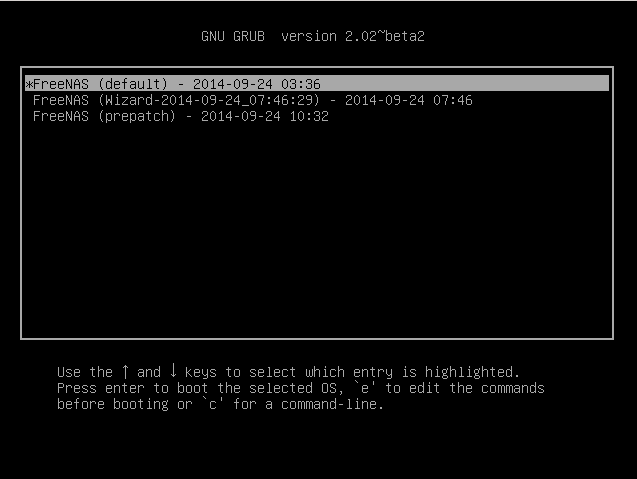 GNU GRUB  version 2.02~beta2
*FreeNAS (default) - 2014-09-24 03:36
FreeNAS (Wizard-2014-09-24_07:46:29) - 2014-09-24 07:46
FreeNAS (prepatch) - 2014-09-24 10:32
Use the ↑ and ↓ keys to select which entry is highlighted.
Press enter to boot the selected OS, `e' to edit the commands
before booting or `c' for a command-line.